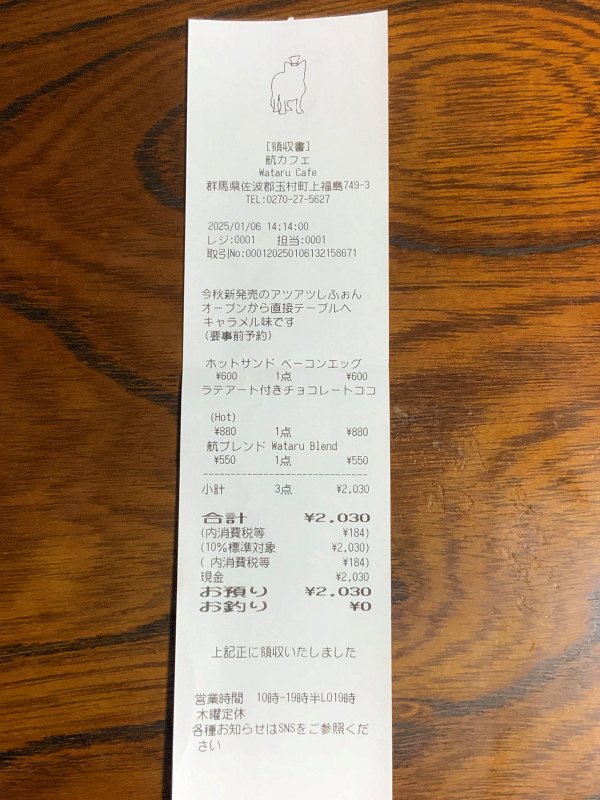 [領収書]
航カフェ
Wataru Cafe
群馬県佐波郡玉村町上福島749-3
TEL:0270-27-5627
2025/01/06 14:14:00
レジ:0001 担当:0001
取引No:000120250106132158671
今秋新発売のアツアツしふぉん
オーブンから直接テーブルへ
キャラメル味です
(要事前予約)
ホットサンド ベーコンエッグ
¥600 1点 ¥600
ラテアート付きチョコレートココ
(Hot)
¥880 1点 ¥880
航ブレンド Wataru Blend
¥550 1点 ¥550
--------------------------------
小計 3点 ¥2,030
合計 ¥2,030
(内消費税等 ¥184)
(10%標準対象 ¥2,030)
( 内消費税等 ¥184)
現金 ¥2,030
お預り ¥2,030
お釣り ¥0
上記正に領収いたしました
営業時間 10時-19時半LO19時
木曜定休
各種お知らせはSNSをご参照くだ
さい